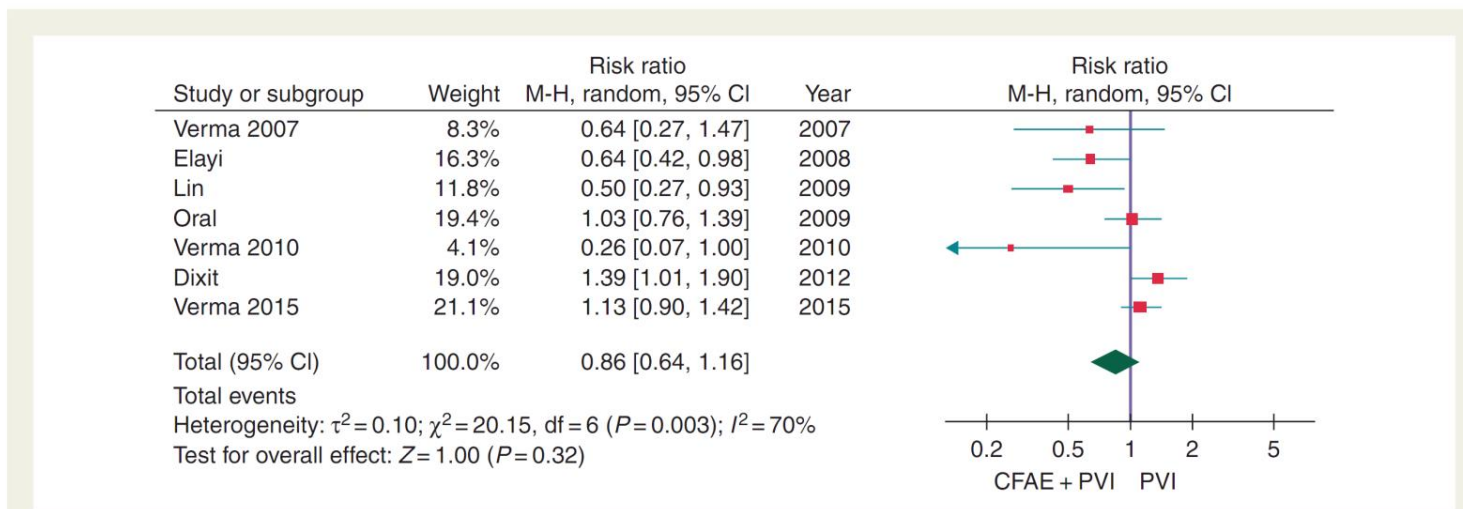 Risk ratio Risk ratio
Study or subgroup Weight M-H, random, 95% CI Year M-H, random, 95% CI
Verma 2007 8.3% 0.64 [0.27, 1.47] 2007
Elayi 16.3% 0.64 [0.42, 0.98] 2008
Lin 11.8% 0.50 [0.27, 0.93] 2009
Oral 19.4% 1.03 [0.76, 1.39] 2009
Verma 2010 4.1% 0.26 [0.07, 1.00] 2010
Dixit 19.0% 1.39 [1.01, 1.90] 2012
Verma 2015 21.1% 1.13 [0.90, 1.42] 2015
Total (95% CI) 100.0% 0.86 [0.64, 1.16]
Total events
Heterogeneity: τ²=0.10; χ²=20.15, df=6 (P=0.003); I²=70%
Test for overall effect: Z=1.00 (P=0.32)
0.2 0.5 1 2 5
CFAE + PVI PVI